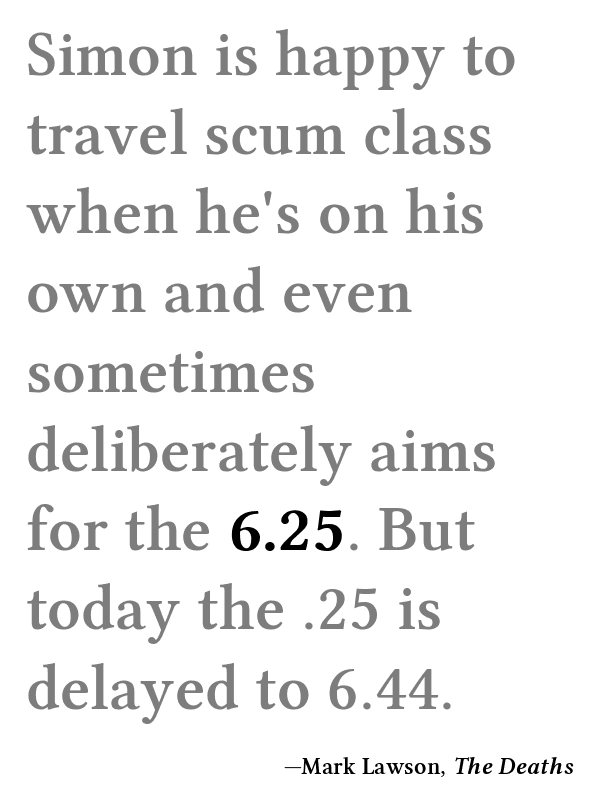 Simon is happy to
travel scum class
when he's on his
own and even
sometimes
deliberately aims
for the 6.25. But
today the .25 is
delayed to 6.44.
—Mark Lawson, The Deaths